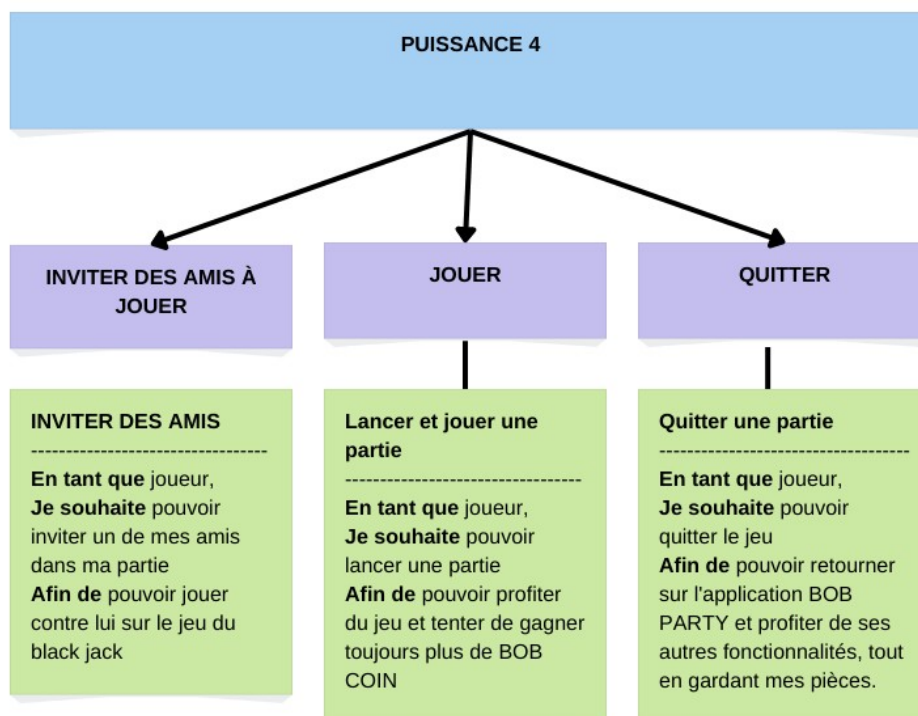 PUISSANCE 4
INVITER DES AMIS À
JOUER
JOUER
QUITTER
INVITER DES AMIS
----------------------------------
En tant que joueur,
Je souhaite pouvoir
inviter un de mes amis
dans ma partie
Afin de pouvoir jouer
contre lui sur le jeu du
black jack
Lancer et jouer une
partie
----------------------------------
En tant que joueur,
Je souhaite pouvoir
lancer une partie
Afin de pouvoir profiter
du jeu et tenter de gagner
toujours plus de BOB
COIN
Quitter une partie
------------------------------------
En tant que joueur,
Je souhaite pouvoir
quitter le jeu
Afin de pouvoir retourner
sur l'application BOB
PARTY et profiter de ses
autres fonctionnalités, tout
en gardant mes pièces.